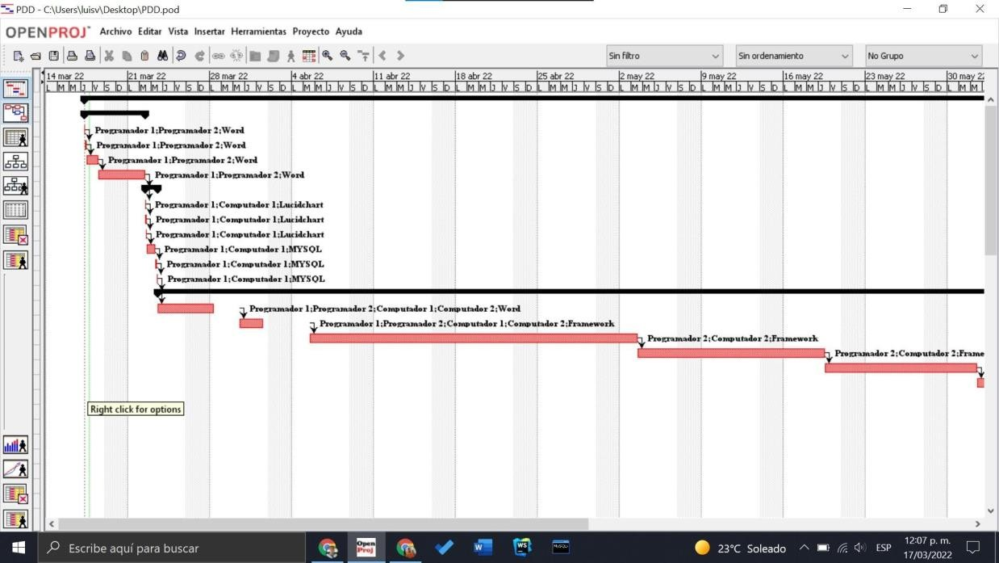 PDD - C:\Users\luisv\Desktop\PDD.pod
OPENPROJ™ Archivo Editar Vista Insertar Herramientas Proyecto Ayuda
Sin filtro Sin ordenamiento No Grupo
14 mar 22 21 mar 22 28 mar 22 4 abr 22 11 abr 22 18 abr 22 25 abr 22 2 may 22 9 may 22 16 may 22 23 may 22 30 may 22
L M M J V S D L M M J V S D L M M J V S D L M M J V S D L M M J V S D L M M J V S D L M M J V S D L M M J V S D L M M J V S D L M M J V S D L M M J V S D L M M J
Programador 1;Programador 2;Word
Programador 1;Programador 2;Word
Programador 1;Programador 2;Word
Programador 1;Programador 2;Word
Programador 1;Computador 1;Lucidchart
Programador 1;Computador 1;Lucidchart
Programador 1;Computador 1;Lucidchart
Programador 1;Computador 1;MYSQL
Programador 1;Computador 1;MYSQL
Programador 1;Computador 1;MYSQL
Programador 1;Programador 2;Computador 1;Computador 2;Word
Programador 1;Programador 2;Computador 1;Computador 2;Framework
Programador 2;Computador 2;Framework
Programador 2;Computador 2;Frame
Right click for options
Escribe aquí para buscar
Open Proj
W
WS
MySQL
23°C Soleado
ESP
12:07 p. m.
17/03/2022